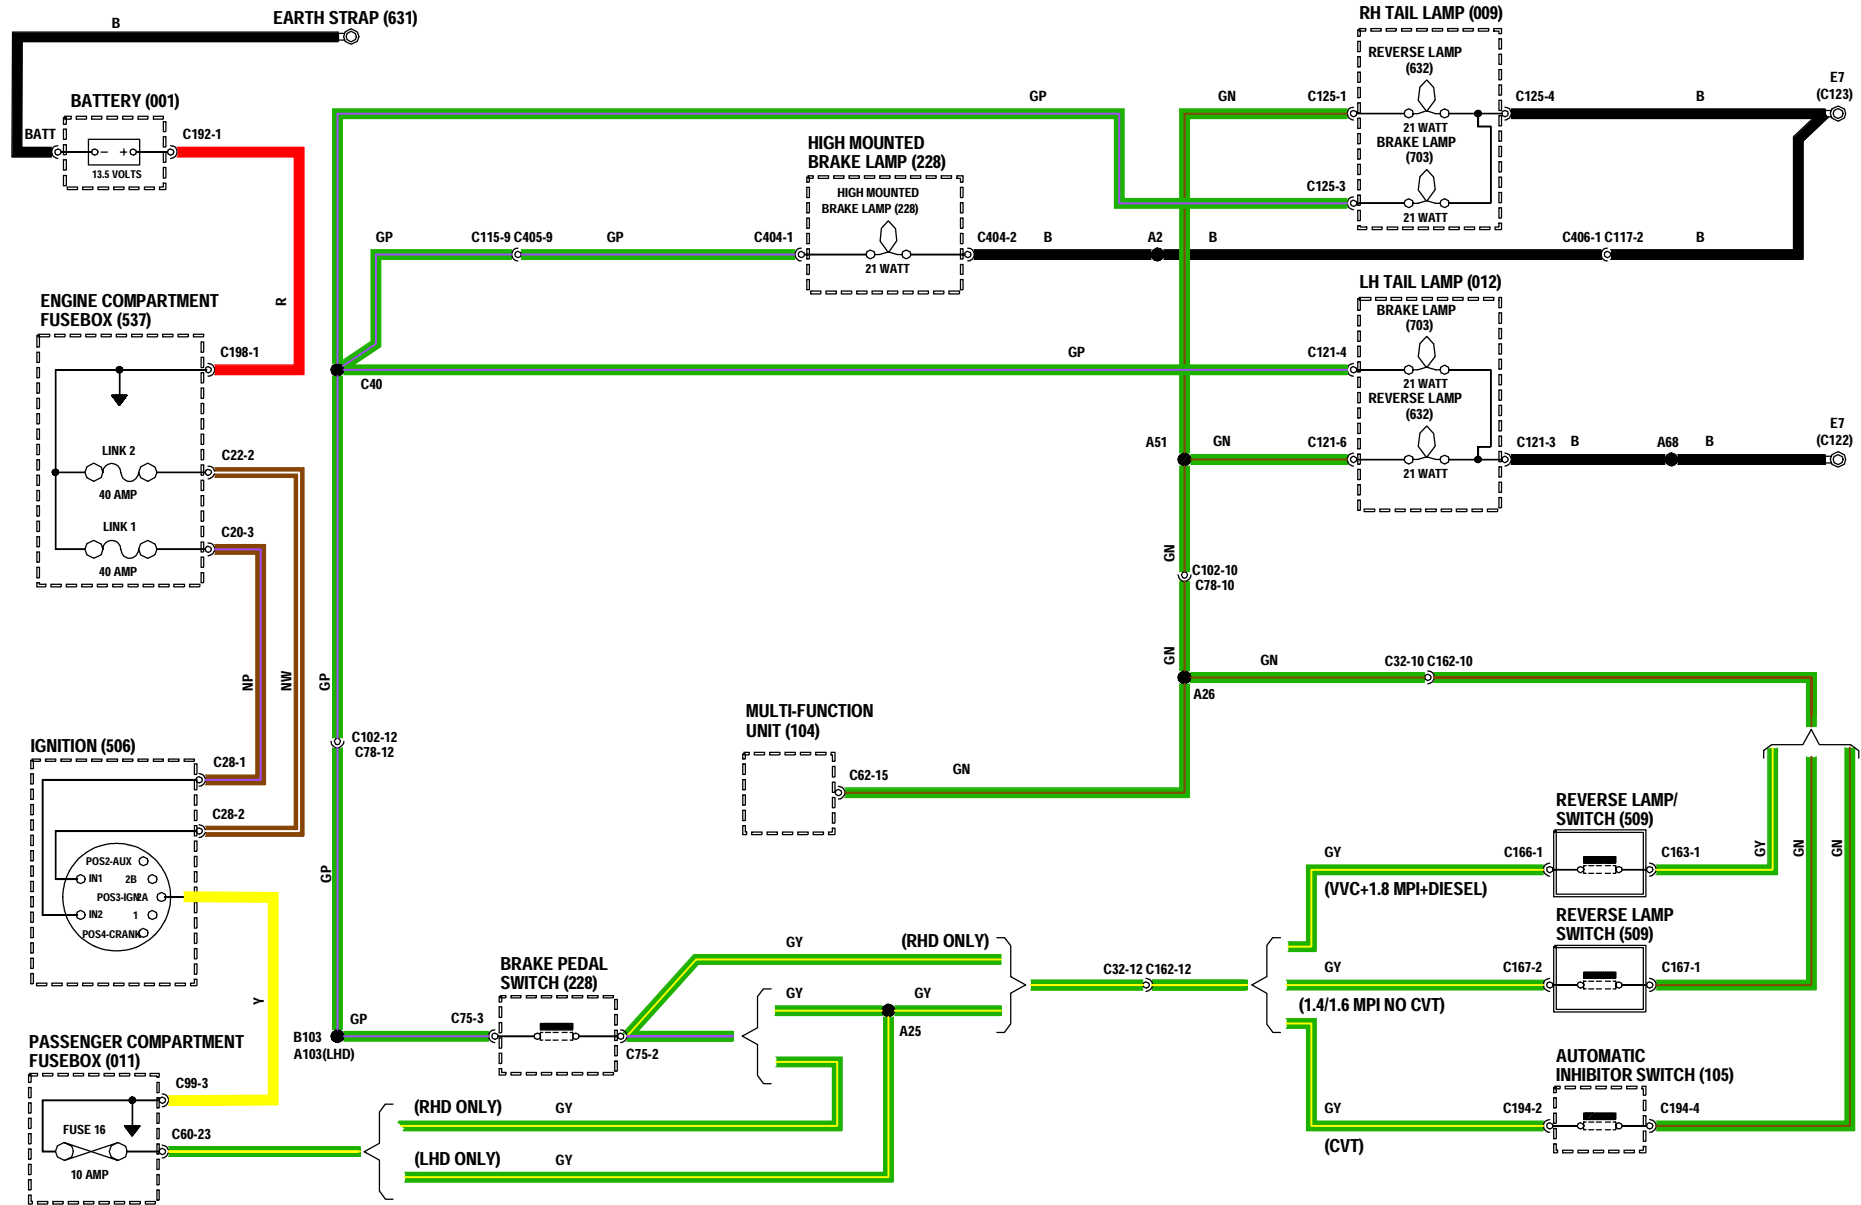 B
EARTH STRAP (631)
BATTERY (001)
BATT
C192-1
- +
13.5 VOLTS
R
ENGINE COMPARTMENT
FUSEBOX (537)
C198-1
LINK 2
C22-2
40 AMP
LINK 1
C20-3
40 AMP
NP
NW
IGNITION (506)
C28-1
C28-2
POS2-AUX
IN1
2B
POS3-IGN
2A
IN2
1
POS4-CRANK
Y
PASSENGER COMPARTMENT
FUSEBOX (011)
C99-3
FUSE 16
C60-23
10 AMP
GP
GP
C115-9 C405-9
GP
C404-1
C40
GP
GP
C102-12
C78-12
GP
B103
A103(LHD)
GP
C75-3
BRAKE PEDAL
SWITCH (228)
C75-2
(RHD ONLY)
GY
(LHD ONLY)
GY
GY
(RHD ONLY)
GY
GY
A25
HIGH MOUNTED
BRAKE LAMP (228)
HIGH MOUNTED
BRAKE LAMP (228)
21 WATT
C404-2
B
A2
B
C406-1 C117-2
B
RH TAIL LAMP (009)
REVERSE LAMP
(632)
21 WATT
BRAKE LAMP
(703)
21 WATT
GN
C125-1
C125-3
C125-4
B
E7
(C123)
LH TAIL LAMP (012)
BRAKE LAMP
(703)
21 WATT
REVERSE LAMP
(632)
21 WATT
C121-4
A51
GN
C121-6
C121-3
B
A68
B
E7
(C122)
GN
C102-10
C78-10
GN
GN
C32-10 C162-10
A26
MULTI-FUNCTION
UNIT (104)
C62-15
GN
C32-12 C162-12
REVERSE LAMP/
SWITCH (509)
GY
C166-1
C163-1
(VVC+1.8 MPI+DIESEL)
GY
GN
GN
REVERSE LAMP
SWITCH (509)
GY
C167-2
C167-1
(1.4/1.6 MPI NO CVT)
AUTOMATIC
INHIBITOR SWITCH (105)
GY
C194-2
C194-4
(CVT)